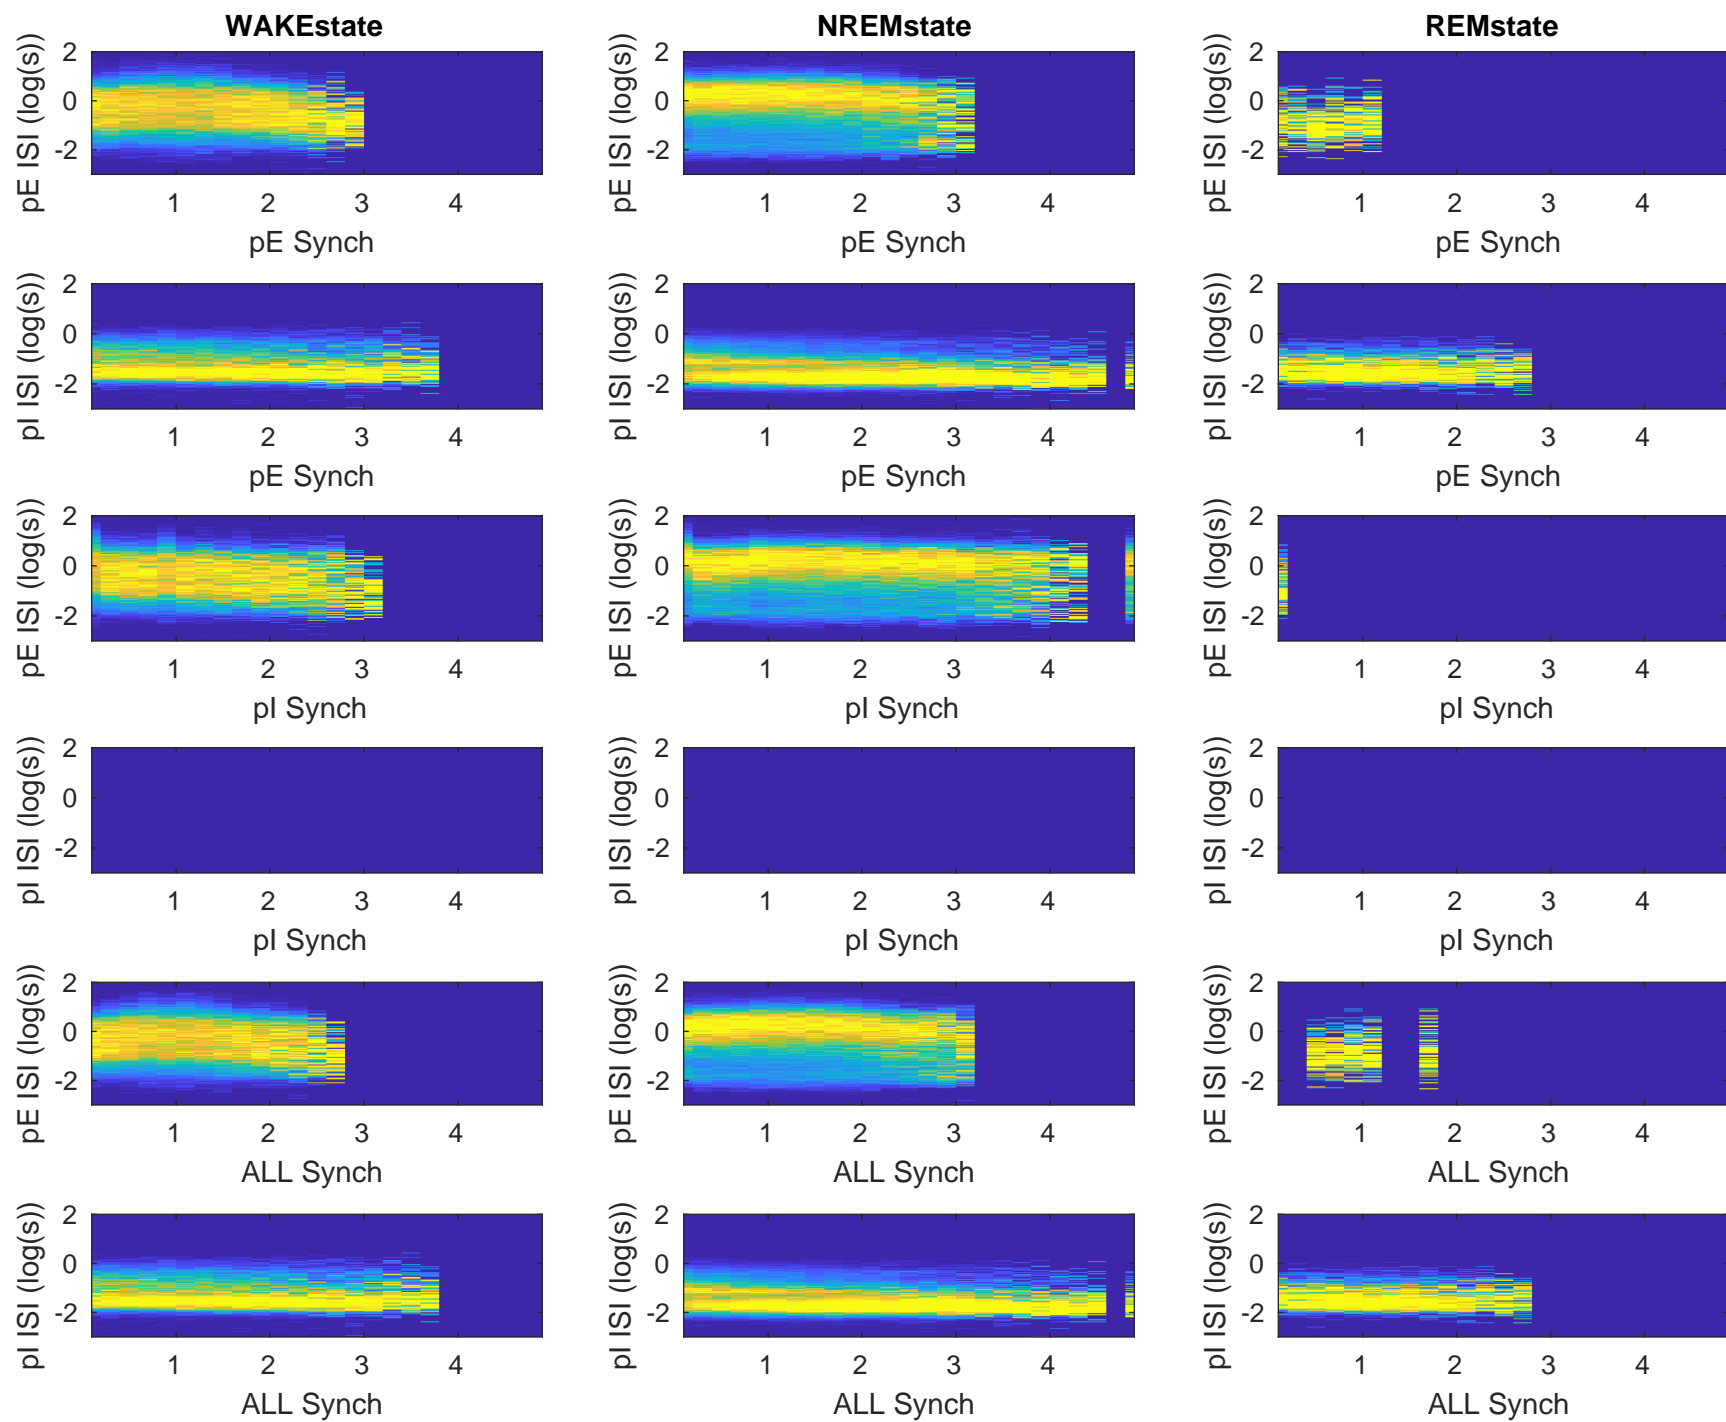 WAKEstate NREMstate REMstate
2 2 2
pE ISI (log(s)) 0 pE ISI (log(s)) 0 pE ISI (log(s)) 0
-2 -2 -2
1 2 3 4 1 2 3 4 1 2 3 4
pE Synch pE Synch pE Synch
2 2 2
pI ISI (log(s)) 0 pI ISI (log(s)) 0 pI ISI (log(s)) 0
-2 -2 -2
1 2 3 4 1 2 3 4 1 2 3 4
pE Synch pE Synch pE Synch
2 2 2
pE ISI (log(s)) 0 pE ISI (log(s)) 0 pE ISI (log(s)) 0
-2 -2 -2
1 2 3 4 1 2 3 4 1 2 3 4
pI Synch pI Synch pI Synch
2 2 2
pI ISI (log(s)) 0 pI ISI (log(s)) 0 pI ISI (log(s)) 0
-2 -2 -2
1 2 3 4 1 2 3 4 1 2 3 4
pI Synch pI Synch pI Synch
2 2 2
pE ISI (log(s)) 0 pE ISI (log(s)) 0 pE ISI (log(s)) 0
-2 -2 -2
1 2 3 4 1 2 3 4 1 2 3 4
ALL Synch ALL Synch ALL Synch
2 2 2
pI ISI (log(s)) 0 pI ISI (log(s)) 0 pI ISI (log(s)) 0
-2 -2 -2
1 2 3 4 1 2 3 4 1 2 3 4
ALL Synch ALL Synch ALL Synch